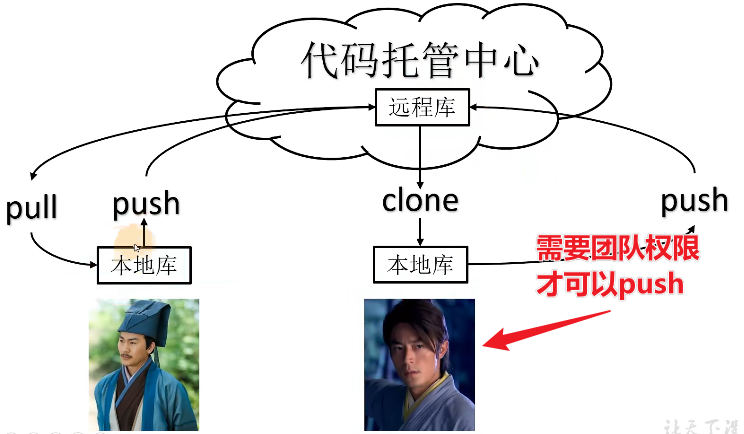 代码托管中心
远程库
pull
push
clone
push
本地库
本地库
需要团队权限
才可以push
让天下没